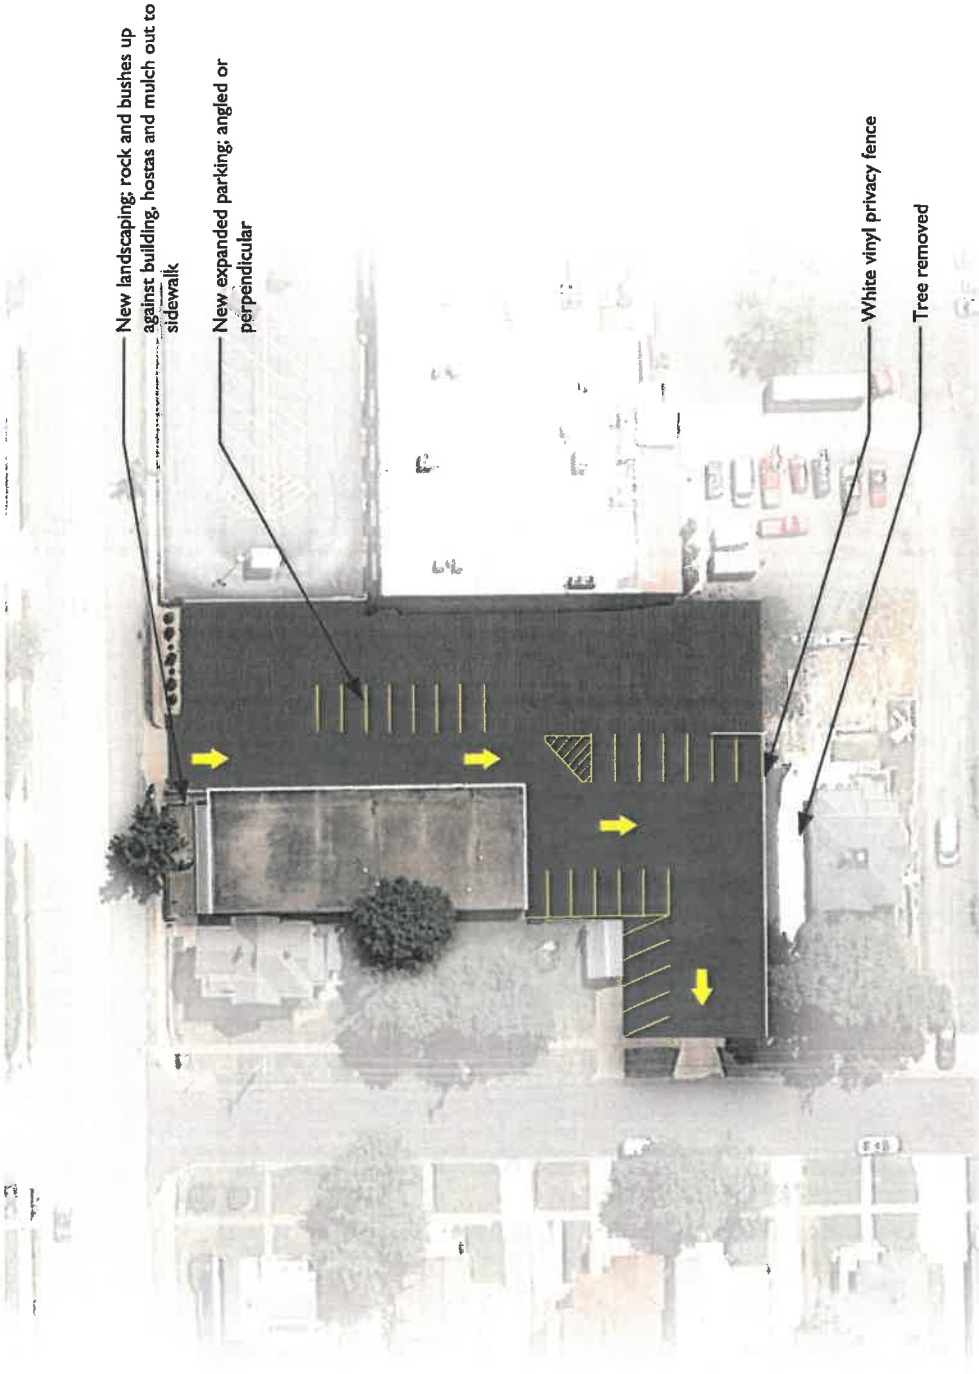 New landscaping; rock and bushes up
against building, hostas and mulch out to
sidewalk
New expanded parking; angled or
perpendicular
White vinyl privacy fence
Tree removed